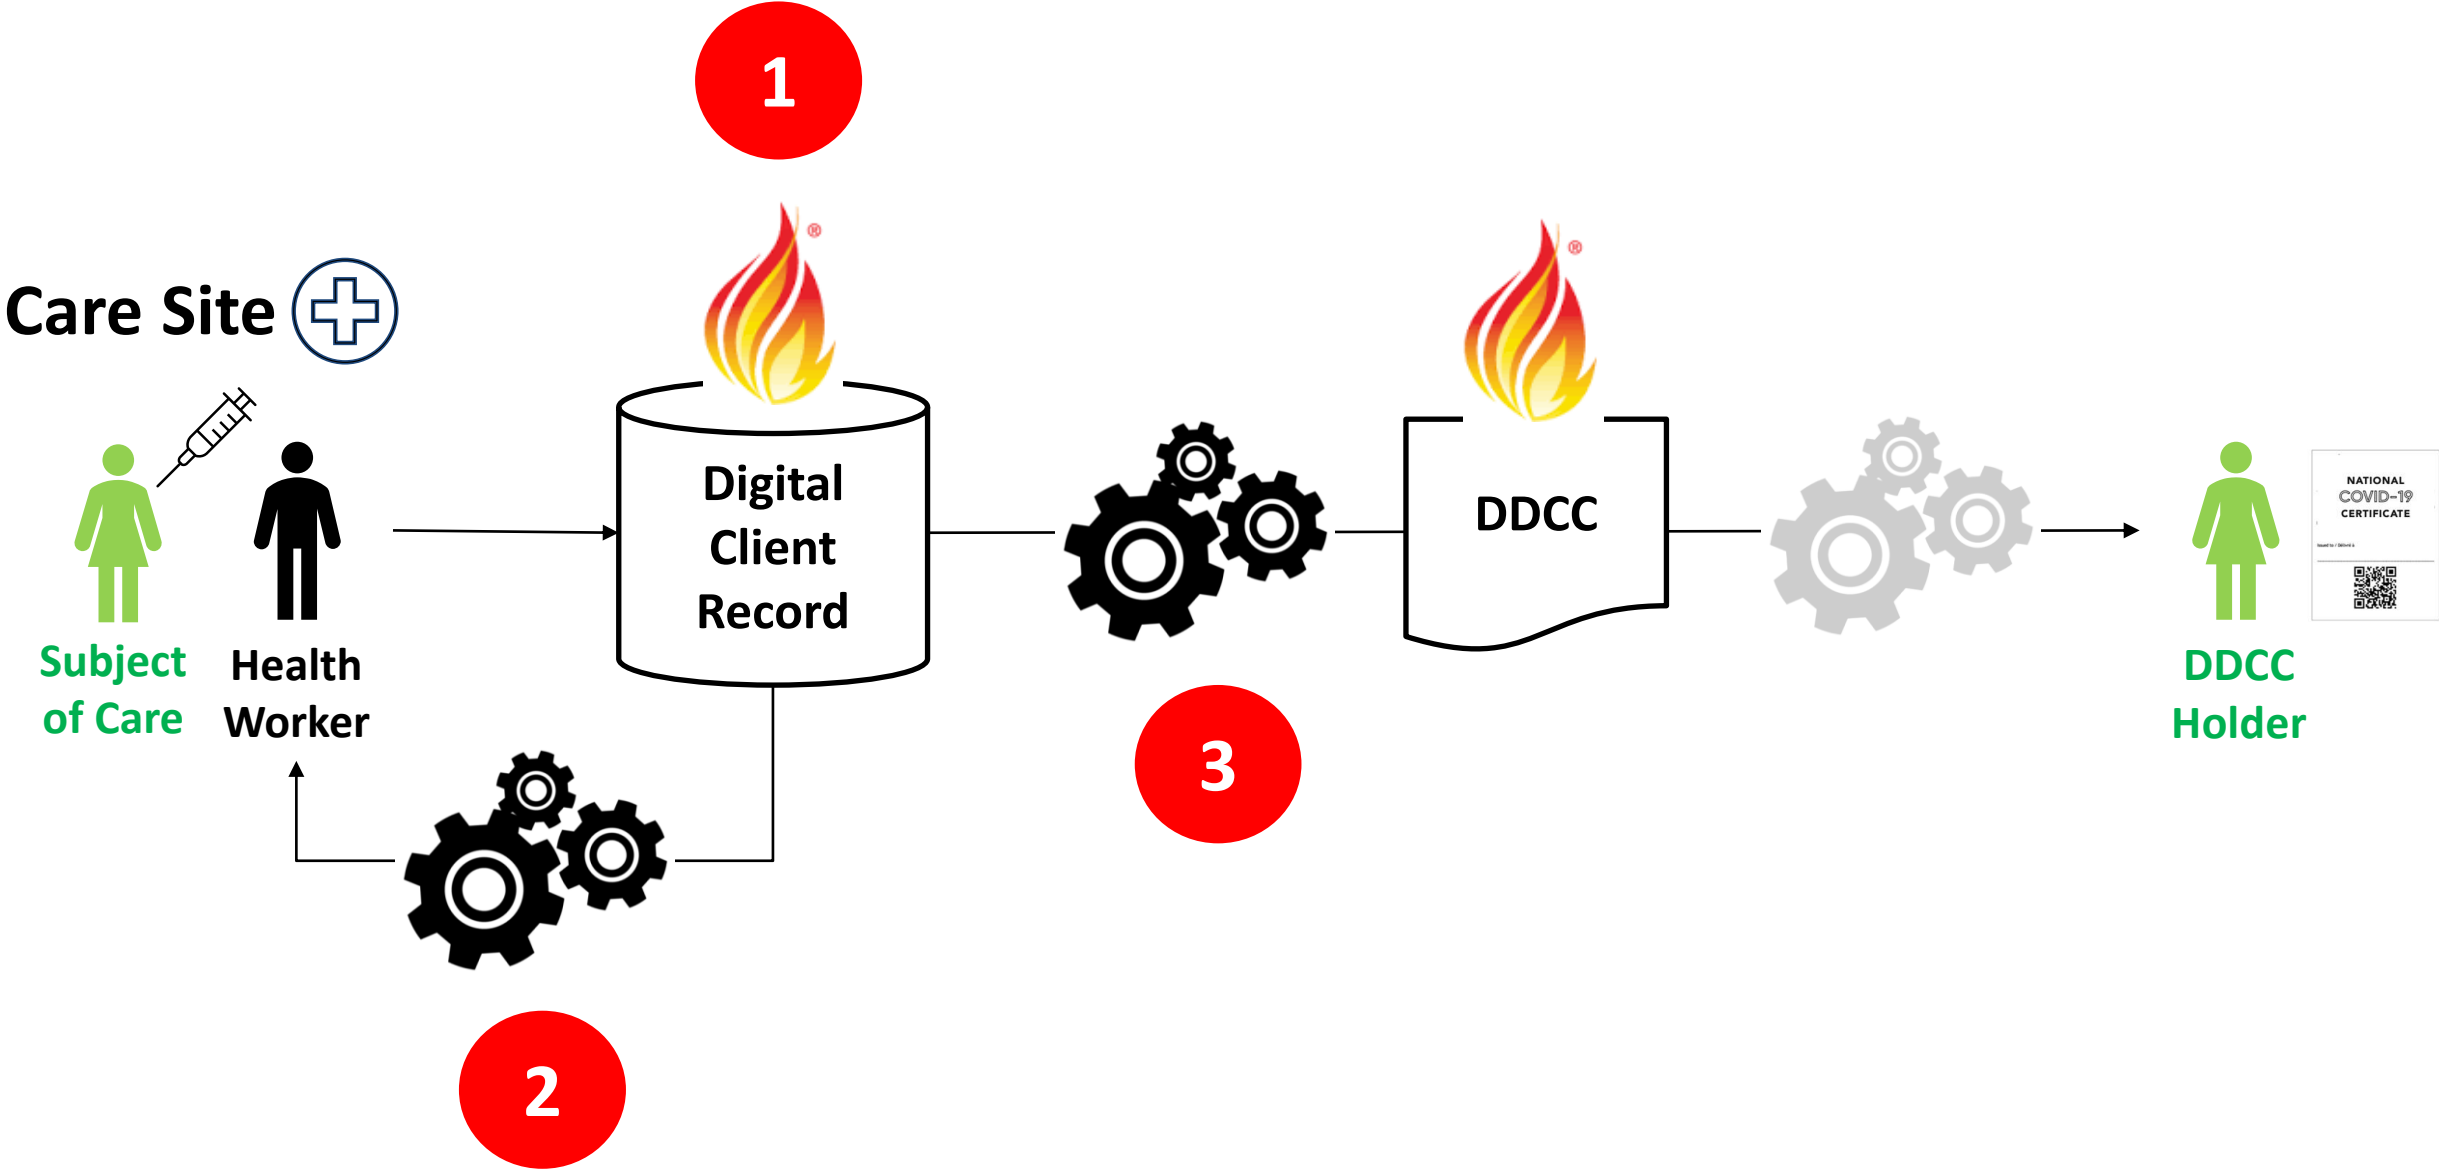 1
®
®
Care Site
Digital
Client
Record
DDCC
NATIONAL
COVID-19
CERTIFICATE
Subject
of Care
Health
Worker
DDCC
Holder
3
2